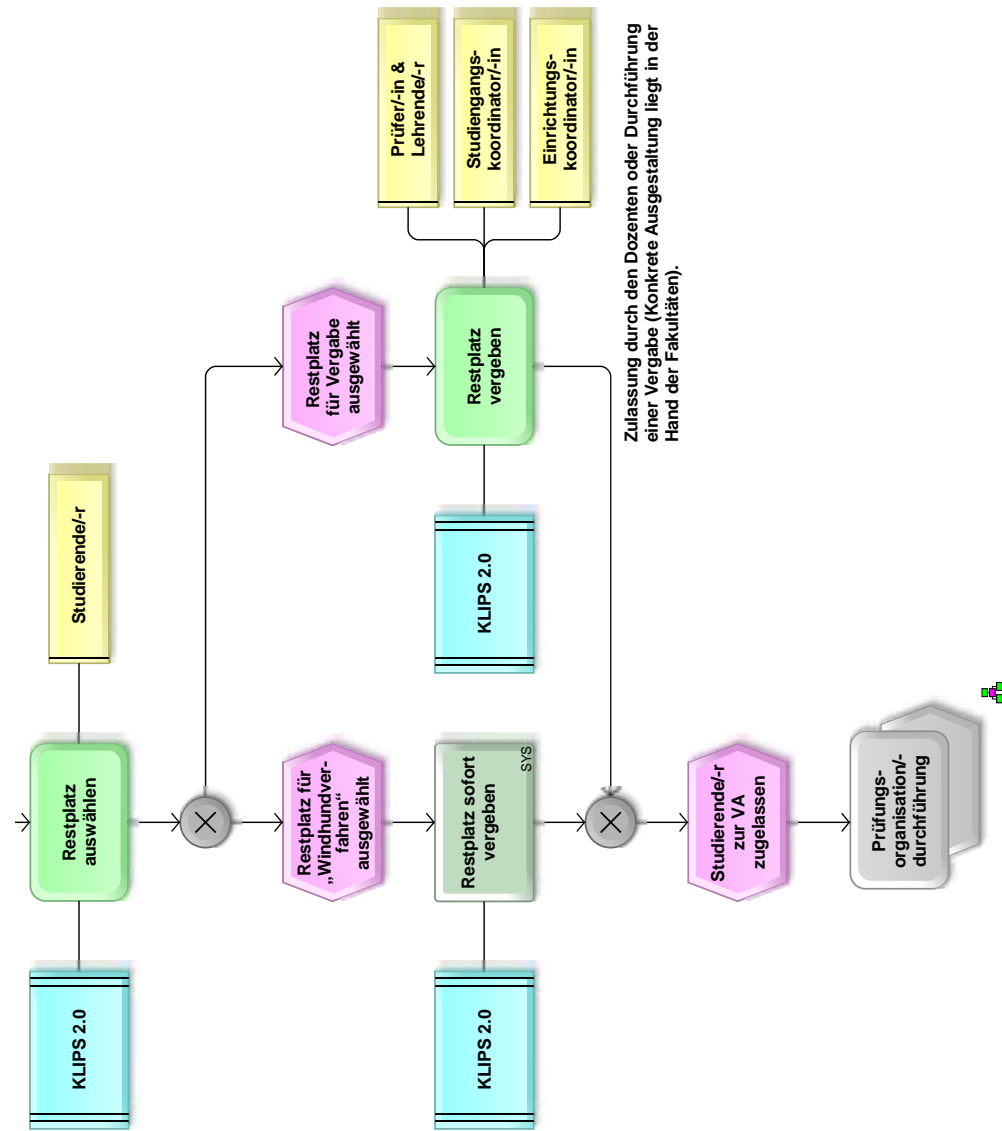 KLIPS 2.0
Restplatz
auswählen
Studierende/-r
Restplatz für
„Windhundver-
fahren“
ausgewählt
Restplatz
für Vergabe
ausgewählt
KLIPS 2.0
Restplatz sofort
vergeben
SYS
KLIPS 2.0
Restplatz
vergeben
Prüfer/-in &
Lehrende/-r
Studiengangs-
koordinator/-in
Einrichtungs-
koordinator/-in
Zulassung durch den Dozenten oder Durchführung
einer Vergabe (Konkrete Ausgestaltung liegt in der
Hand der Fakultäten).
Studierende/-r
zur VA
zugelassen
Prüfungs-
organisation/-
durchführung